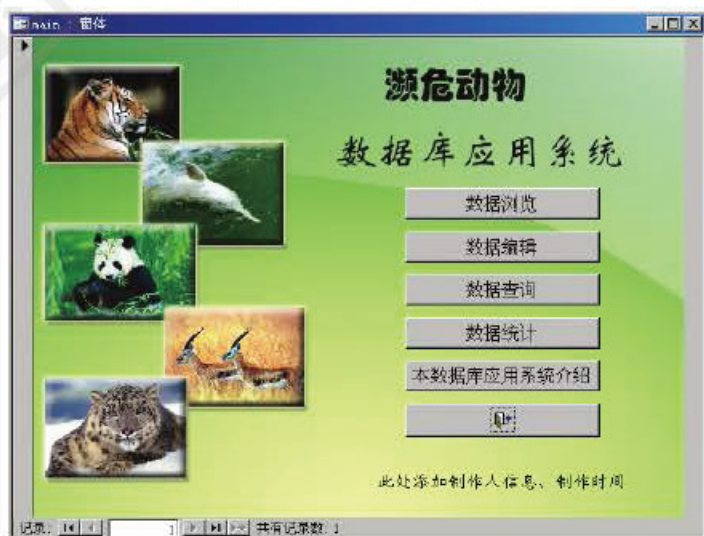 main : 窗体
濒危动物
数据库应用系统
数据浏览
数据编辑
数据查询
数据统计
本数据库应用系统介绍
此处添加制作人信息、制作时间
记录: 1 共有记录数: 1